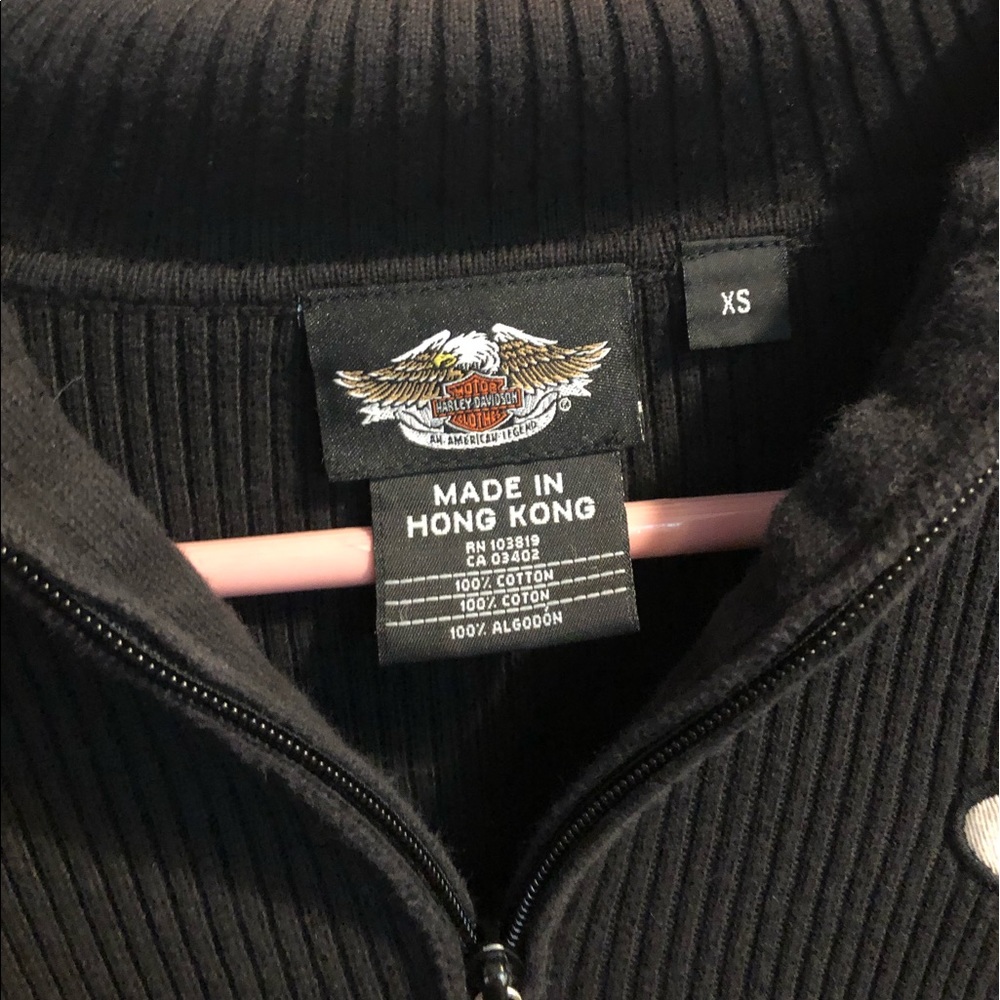 MOTOR
HARLEY-DAVIDSON
CLOTHES
®
AN AMERICAN LEGEND
XS
MADE IN
HONG KONG
RN 103819
CA 03402
100% COTTON
100% COTON
100% ALGODÓN